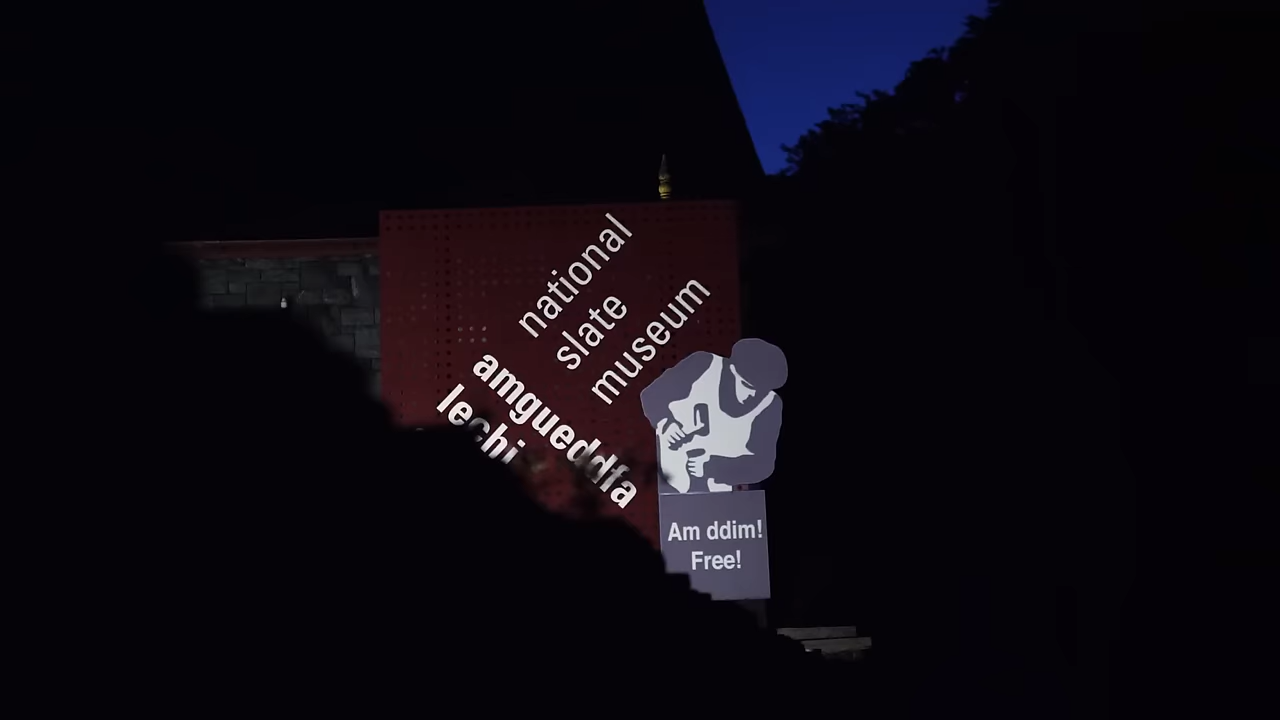 national
slate
museum
amgueddfa
lechi
Am ddim!
Free!